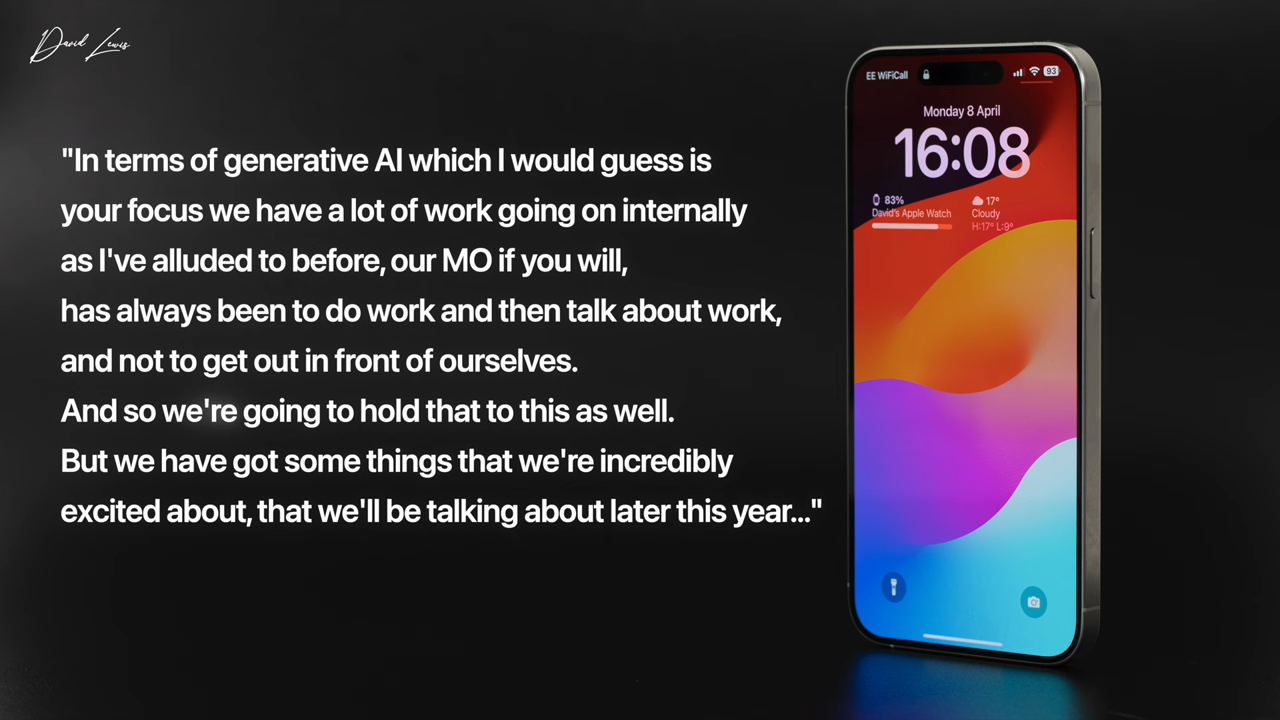 David Lewis
"In terms of generative AI which I would guess is
your focus we have a lot of work going on internally
as I've alluded to before, our MO if you will,
has always been to do work and then talk about work,
and not to get out in front of ourselves.
And so we're going to hold that to this as well.
But we have got some things that we're incredibly
excited about, that we'll be talking about later this year..."
EE WiFiCall
93
Monday 8 April
16:08
83%
David's Apple Watch
17°
Cloudy
H:17° L:9°